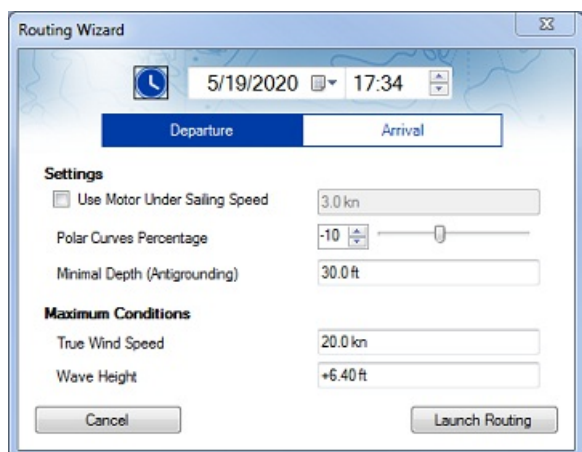 Routing Wizard
5/19/2020 17:34
Departure Arrival
Settings
Use Motor Under Sailing Speed 3.0 kn
Polar Curves Percentage -10
Minimal Depth (Antigrounding) 30.0 ft
Maximum Conditions
True Wind Speed 20.0 kn
Wave Height +6.40 ft
Cancel Launch Routing